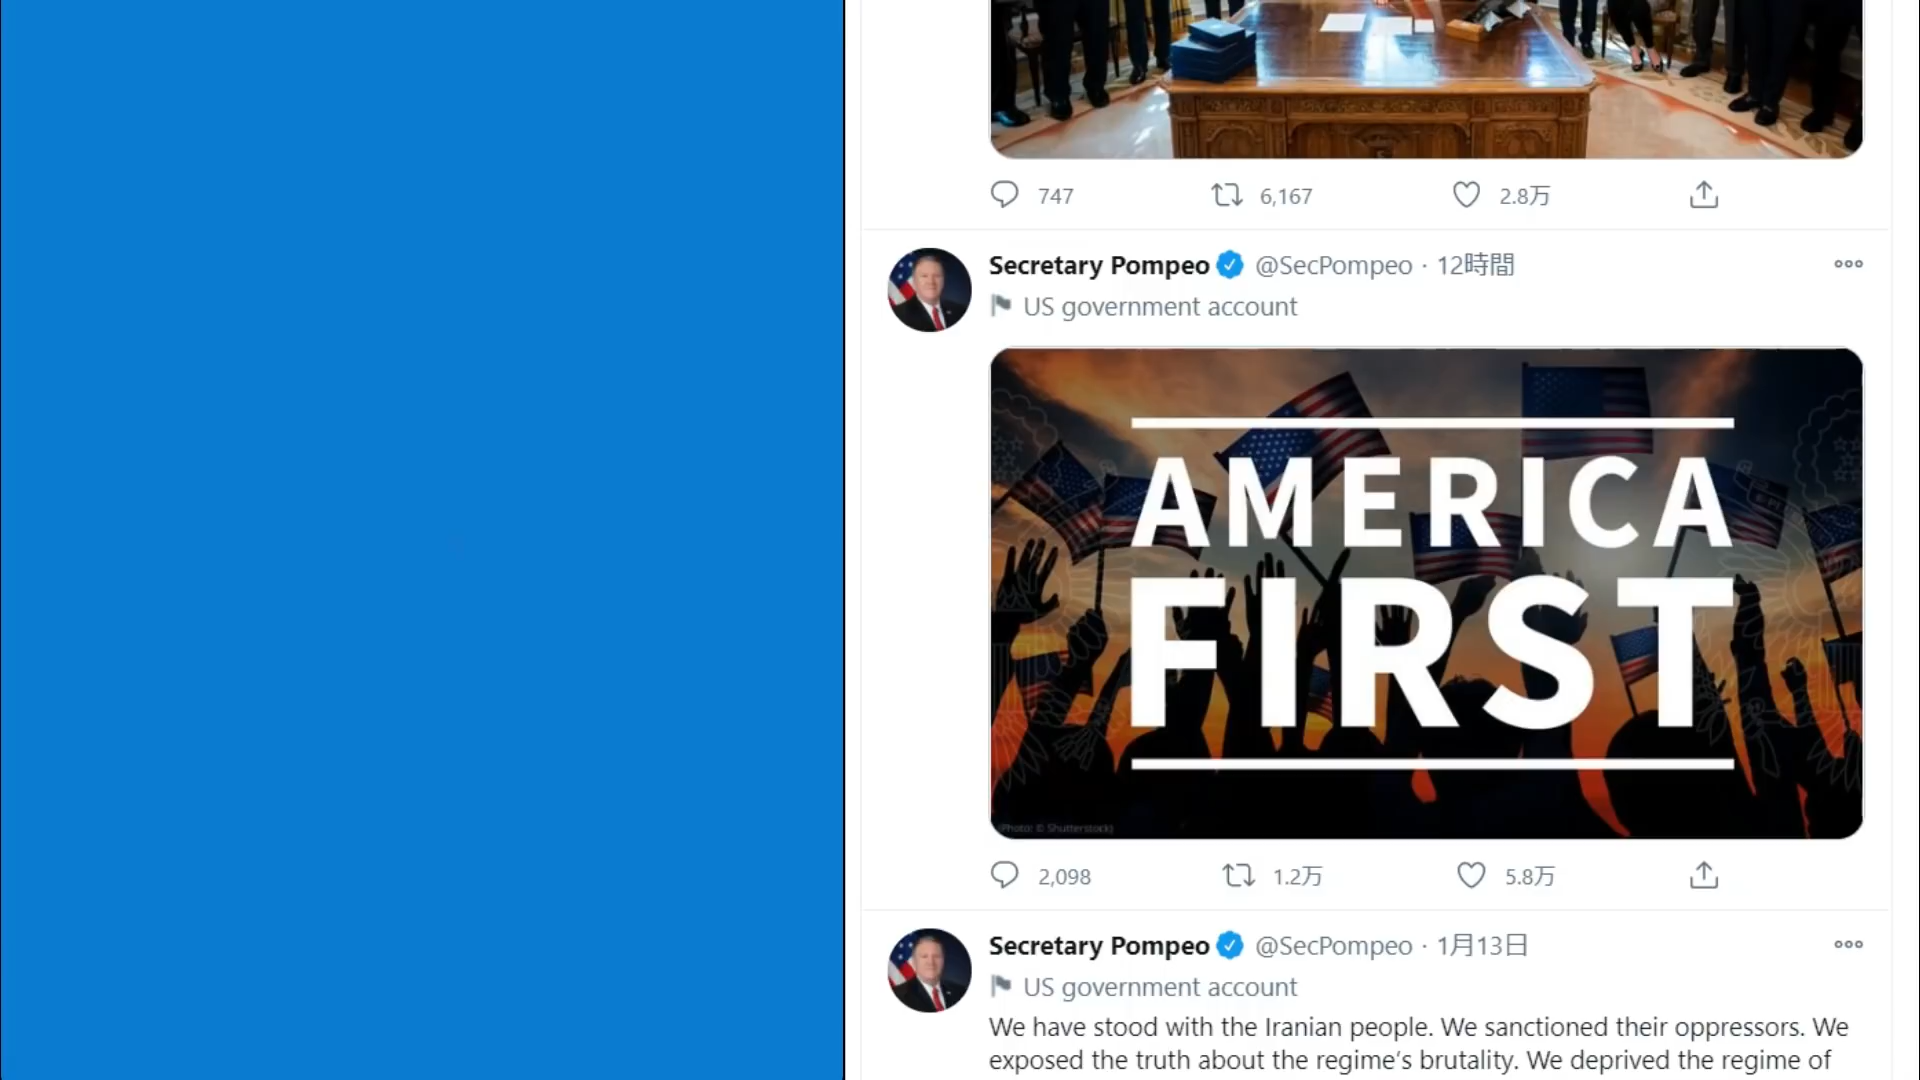 747 6,167 2.8万
Secretary Pompeo @SecPompeo · 12時間
US government account
AMERICA
FIRST
(Photo: © Shutterstock)
2,098 1.2万 5.8万
Secretary Pompeo @SecPompeo · 1月13日
US government account
We have stood with the Iranian people. We sanctioned their oppressors. We
exposed the truth about the regime’s brutality. We deprived the regime of